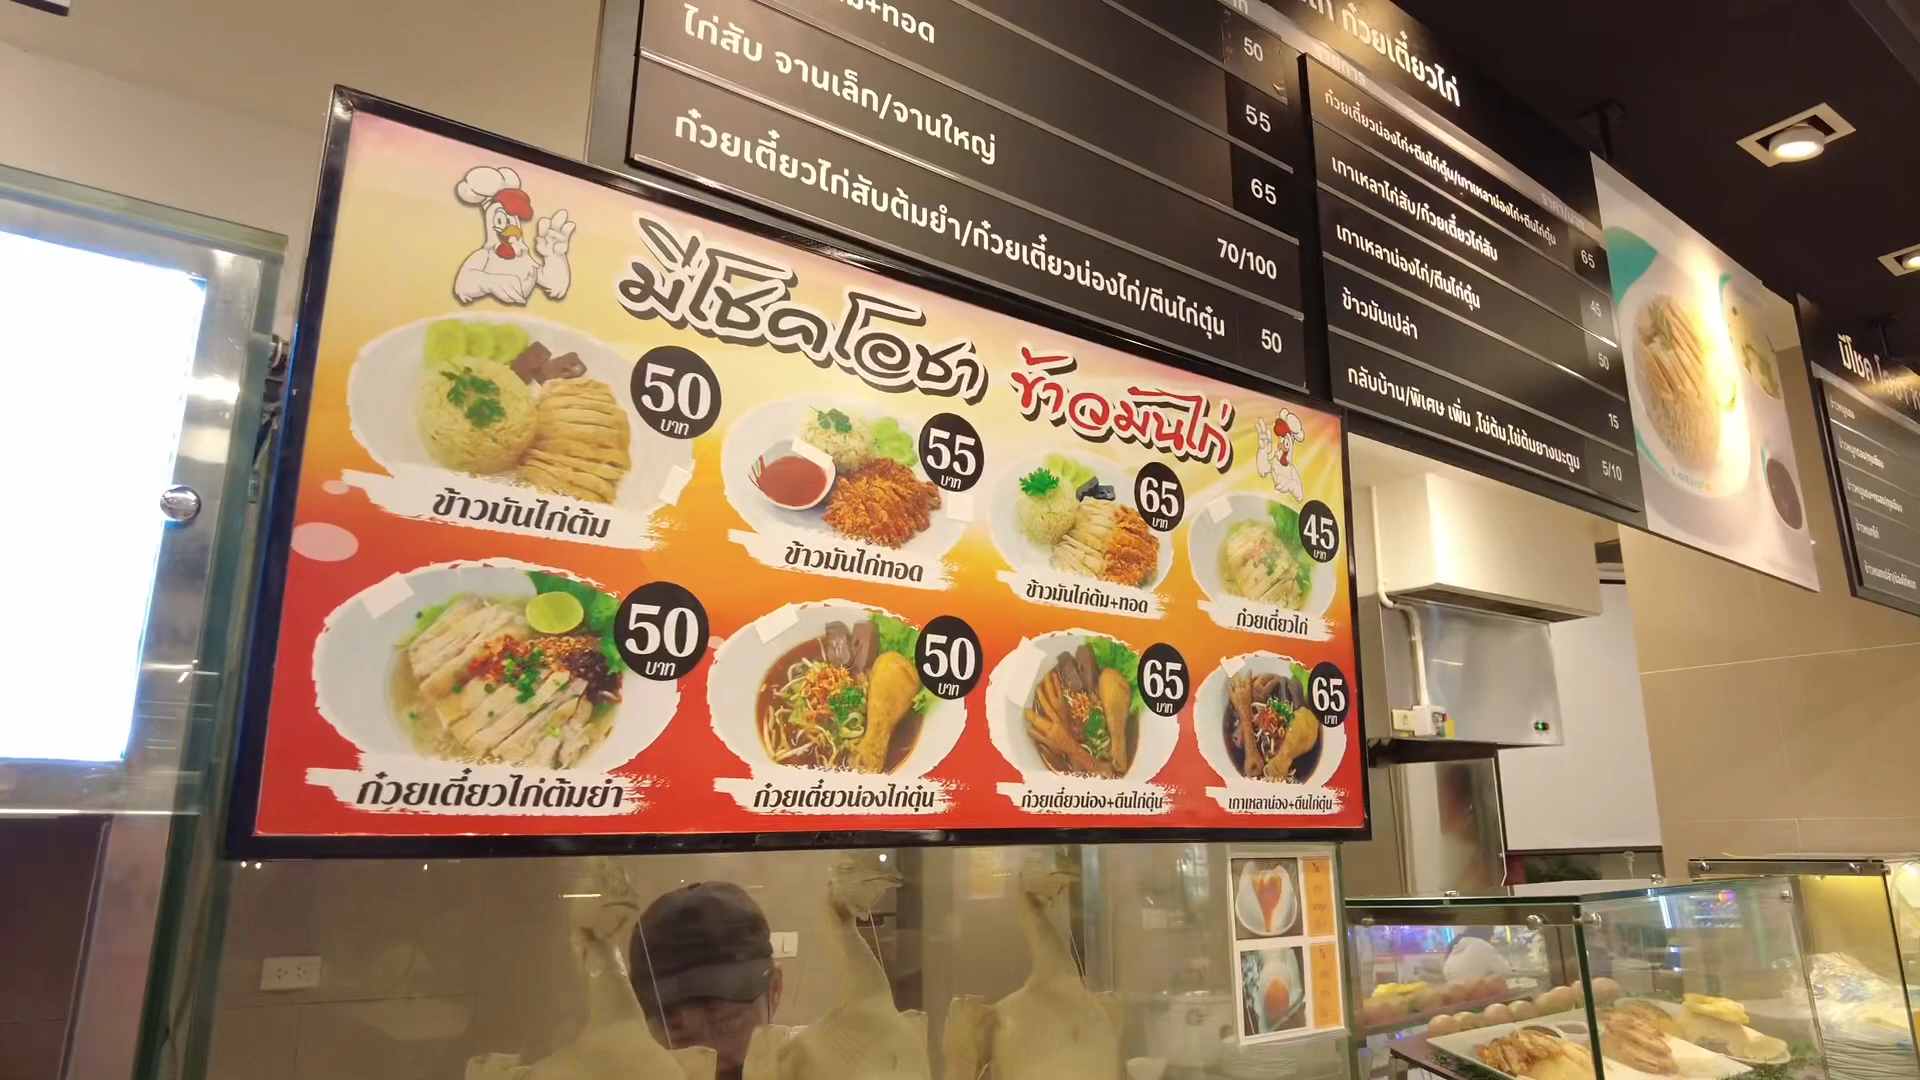 ไก่สับ จานเล็ก/จานใหญ่
ก๋วยเตี๋ยวไก่สับต้มยำ/ก๋วยเตี๋ยวน่องไก่/ตีนไก่ตุ๋น
50
55
65
70/100
50
ก๋วยเตี๋ยวไก่
ก๋วยเตี๋ยวน่องไก่+ตีนไก่ตุ๋น/เกาเหลาน่องไก่+ตีนไก่ตุ๋น
65
เกาเหลาไก่สับ/ก๋วยเตี๋ยวไก่สับ
45
เกาเหลาน่องไก่/ตีนไก่ตุ๋น
50
ข้าวมันเปล่า
15
กลับบ้าน/พิเศษ เพิ่ม ,ไข่ต้ม,ไข่ต้มยางมะตูม
5/10
มีโชค
มีโชคโอชา ข้าวมันไก่
50 บาท
ข้าวมันไก่ต้ม
55 บาท
ข้าวมันไก่ทอด
65 บาท
ข้าวมันไก่ต้ม+ทอด
45 บาท
ก๋วยเตี๋ยวไก่
50 บาท
ก๋วยเตี๋ยวไก่ต้มยำ
50 บาท
ก๋วยเตี๋ยวน่องไก่ตุ๋น
65 บาท
ก๋วยเตี๋ยวน่อง+ตีนไก่ตุ๋น
65 บาท
เกาเหลาน่อง+ตีนไก่ตุ๋น